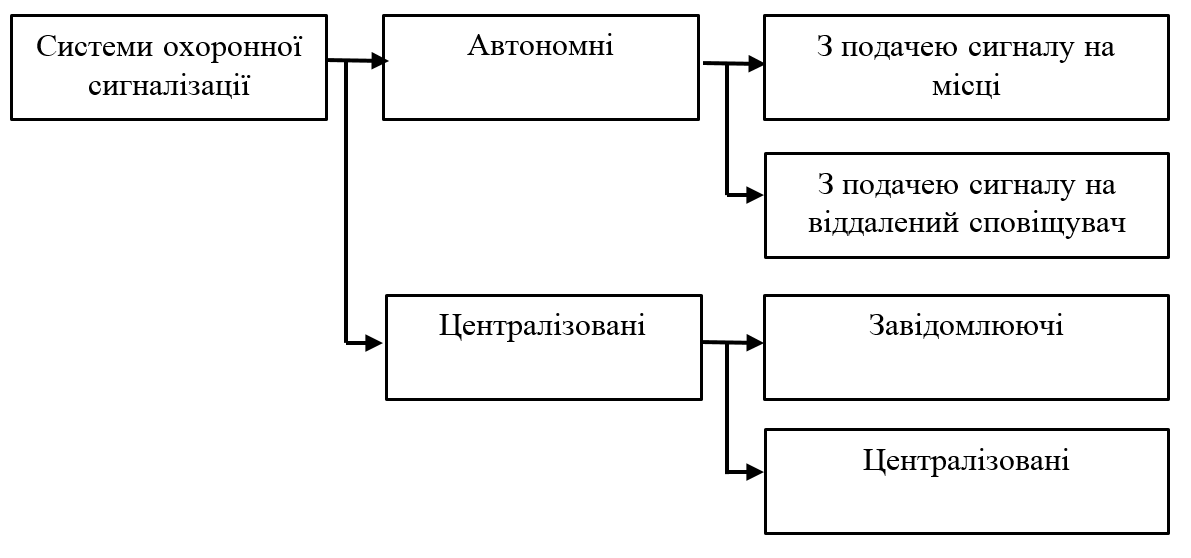 Системи охоронної
сигналізації
Автономні
З подачею сигналу на
місці
З подачею сигналу на
віддалений сповіщувач
Централізовані
Завідомлюючі
Централізовані